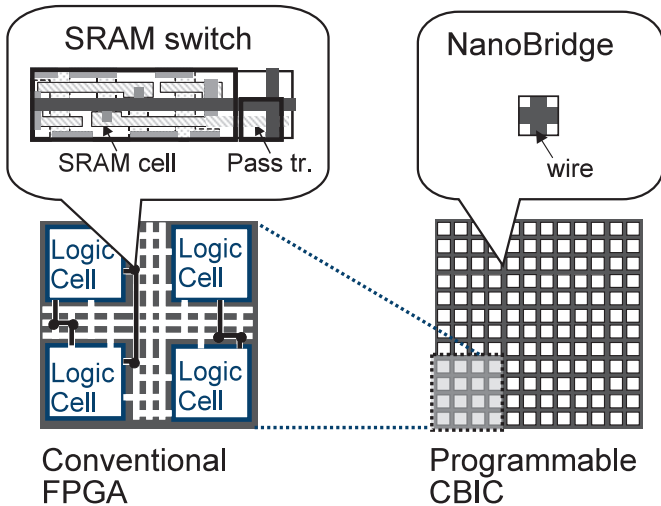 SRAM switch
SRAM cell
Pass tr.
NanoBridge
wire
Logic
Cell
Logic
Cell
Logic
Cell
Logic
Cell
Conventional
FPGA
Programmable
CBIC